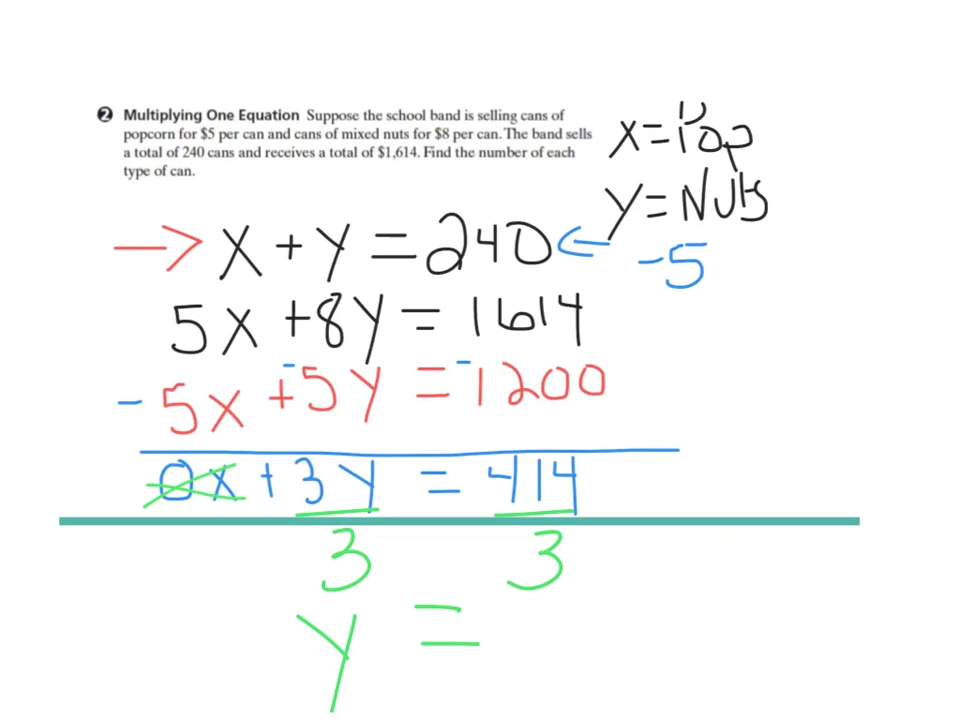 2 Multiplying One Equation Suppose the school band is selling cans of
popcorn for $5 per can and cans of mixed nuts for $8 per can. The band sells
a total of 240 cans and receives a total of $1,614. Find the number of each
type of can.
x = Pop
y = Nuts
→ x + y = 240 ← -5
5x + 8y = 1614
-5x + -5y = -1200
0x + 3y = 414
3 3
y =